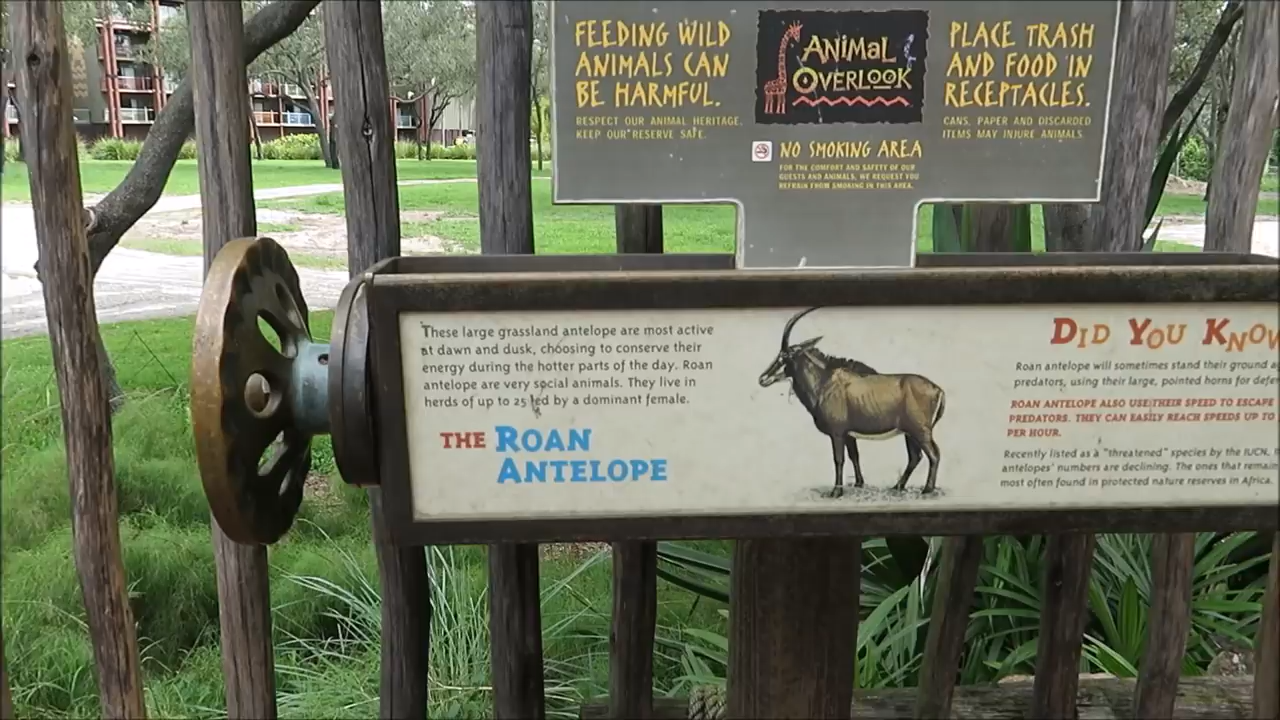 FEEDING WILD
ANIMALS CAN
BE HARMFUL.
RESPECT OUR ANIMAL HERITAGE.
KEEP OUR RESERVE SAFE.
ANIMAL
OVERLOOK
NO SMOKING AREA
FOR THE COMFORT AND SAFETY OF OUR
GUESTS AND ANIMALS, WE REQUEST YOU
REFRAIN FROM SMOKING IN THIS AREA.
PLACE TRASH
AND FOOD IN
RECEPTACLES.
CANS, PAPER AND DISCARDED
ITEMS MAY INJURE ANIMALS.
These large grassland antelope are most active
at dawn and dusk, choosing to conserve their
energy during the hotter parts of the day. Roan
antelope are very social animals. They live in
herds of up to 25 led by a dominant female.
THE ROAN
ANTELOPE
DID YOU KNOW
Roan antelope will sometimes stand their ground
predators, using their large, pointed horns for
ROAN ANTELOPE ALSO USE THEIR SPEED TO ESCAPE
PREDATORS. THEY CAN EASILY REACH SPEEDS UP TO
PER HOUR.
Recently listed as a "threatened" species by the IUCN,
antelopes' numbers are declining. The ones that remain
most often found in protected nature reserves in Africa.